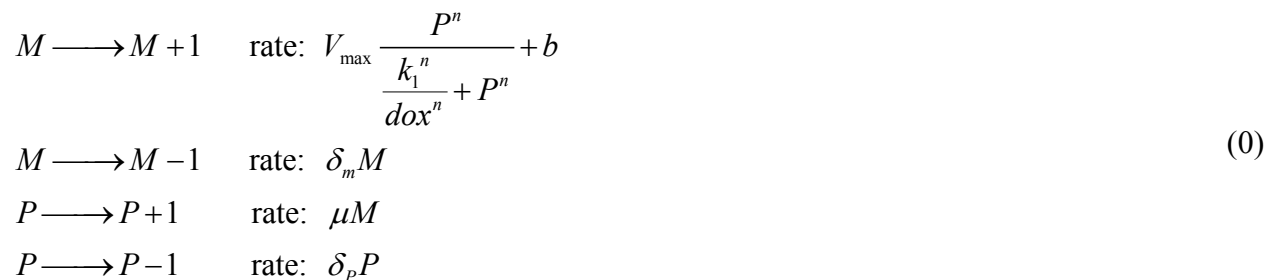 M ⟶ M + 1 rate: V_max P^n / (k_1^n / dox^n + P^n) + b
M ⟶ M − 1 rate: δ_m M
(0)
P ⟶ P + 1 rate: μM
P ⟶ P − 1 rate: δ_P P